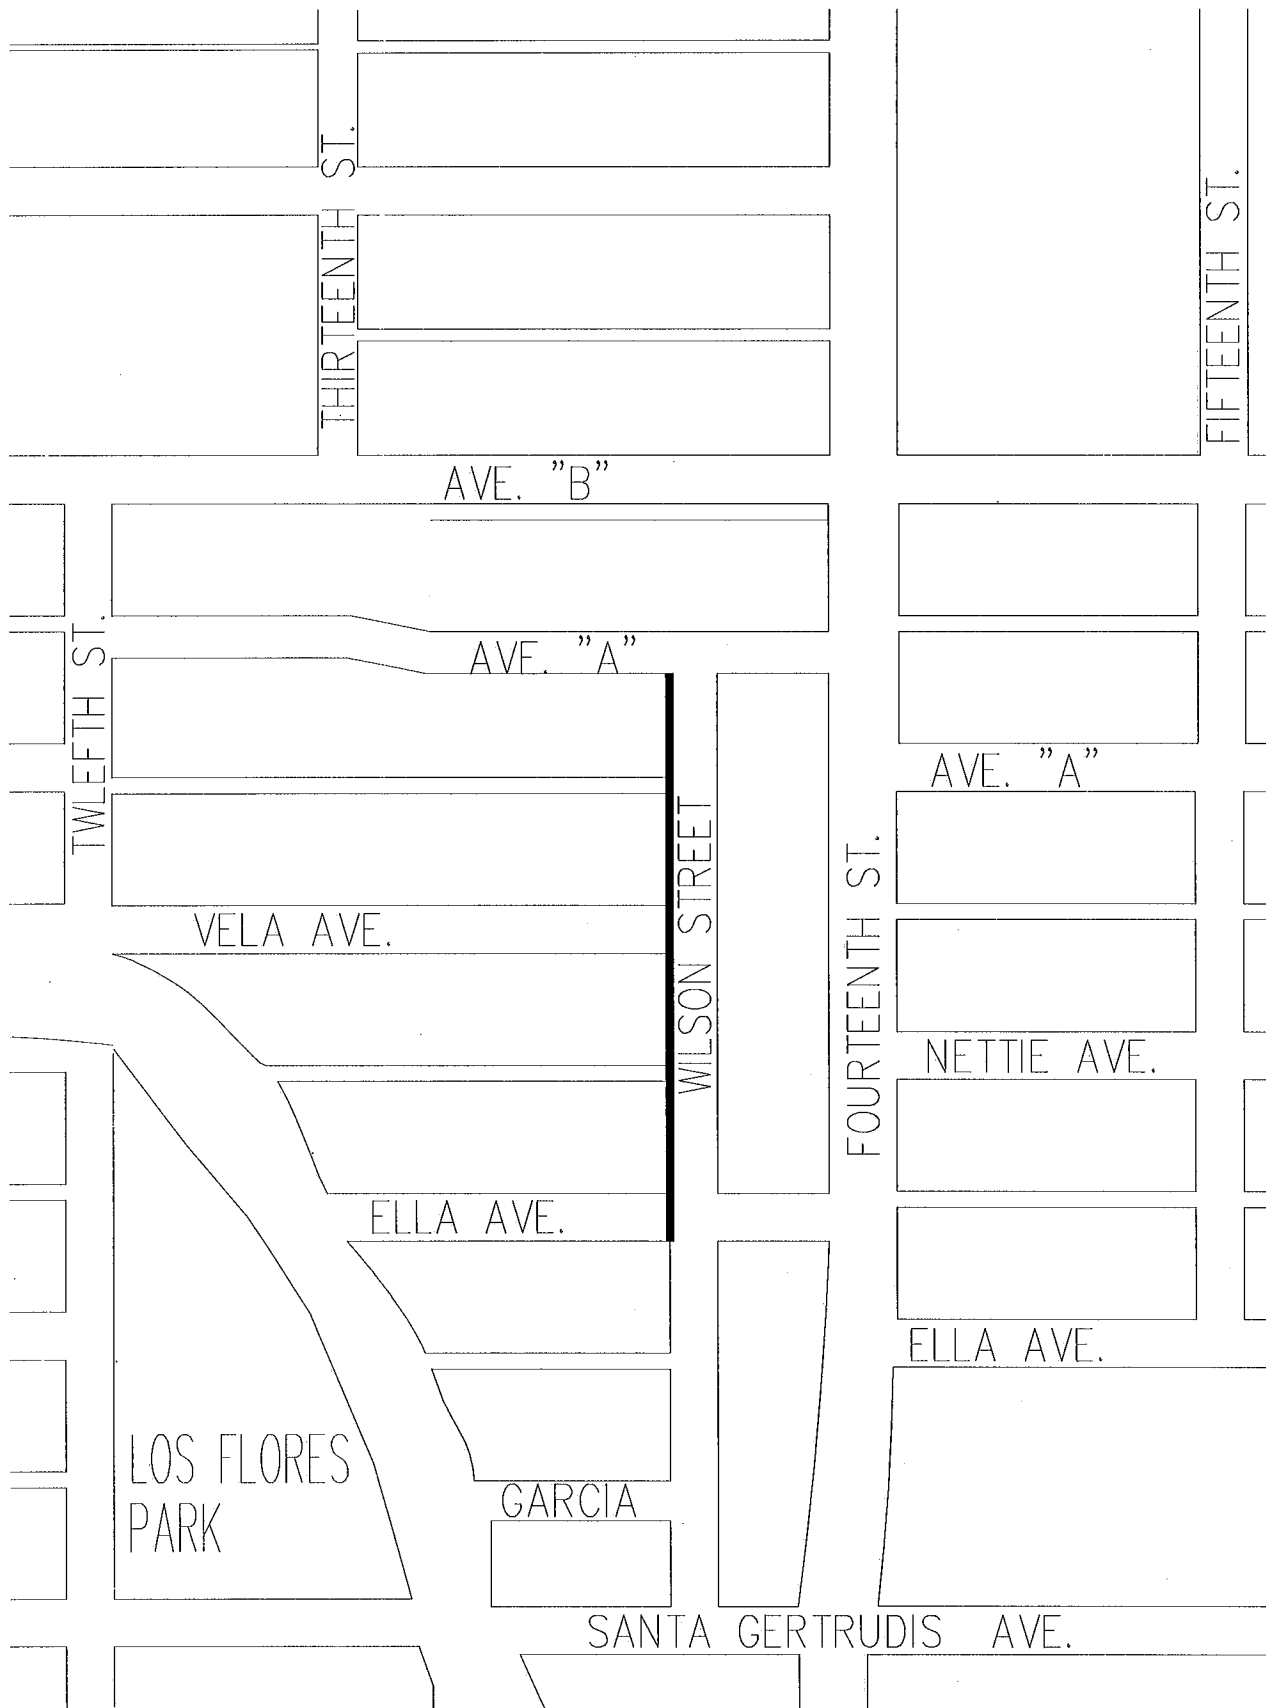 THIRTEENTH ST.
FIFTEENTH ST.
AVE. "B"
TWLEFTH ST.
AVE. "A"
AVE. "A"
WILSON STREET
FOURTEENTH ST.
VELA AVE.
NETTIE AVE.
ELLA AVE.
ELLA AVE.
LOS FLORES
PARK
GARCIA
SANTA GERTRUDIS AVE.